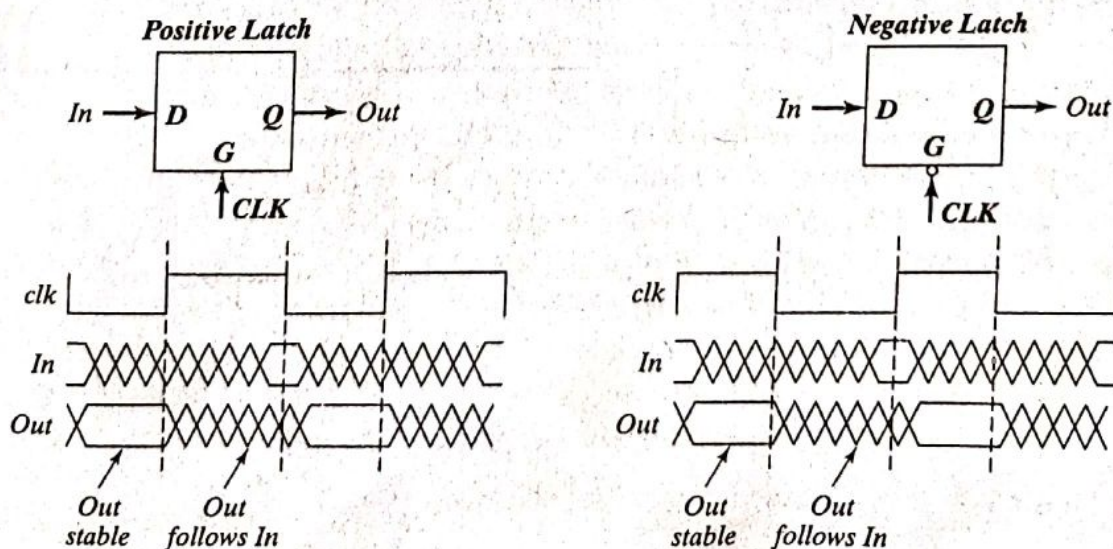 Positive Latch
In
D
Q
Out
G
CLK
clk
In
Out
Out
stable
Out
follows In
Negative Latch
In
D
Q
Out
G
CLK
clk
In
Out
Out
stable
Out
follows In